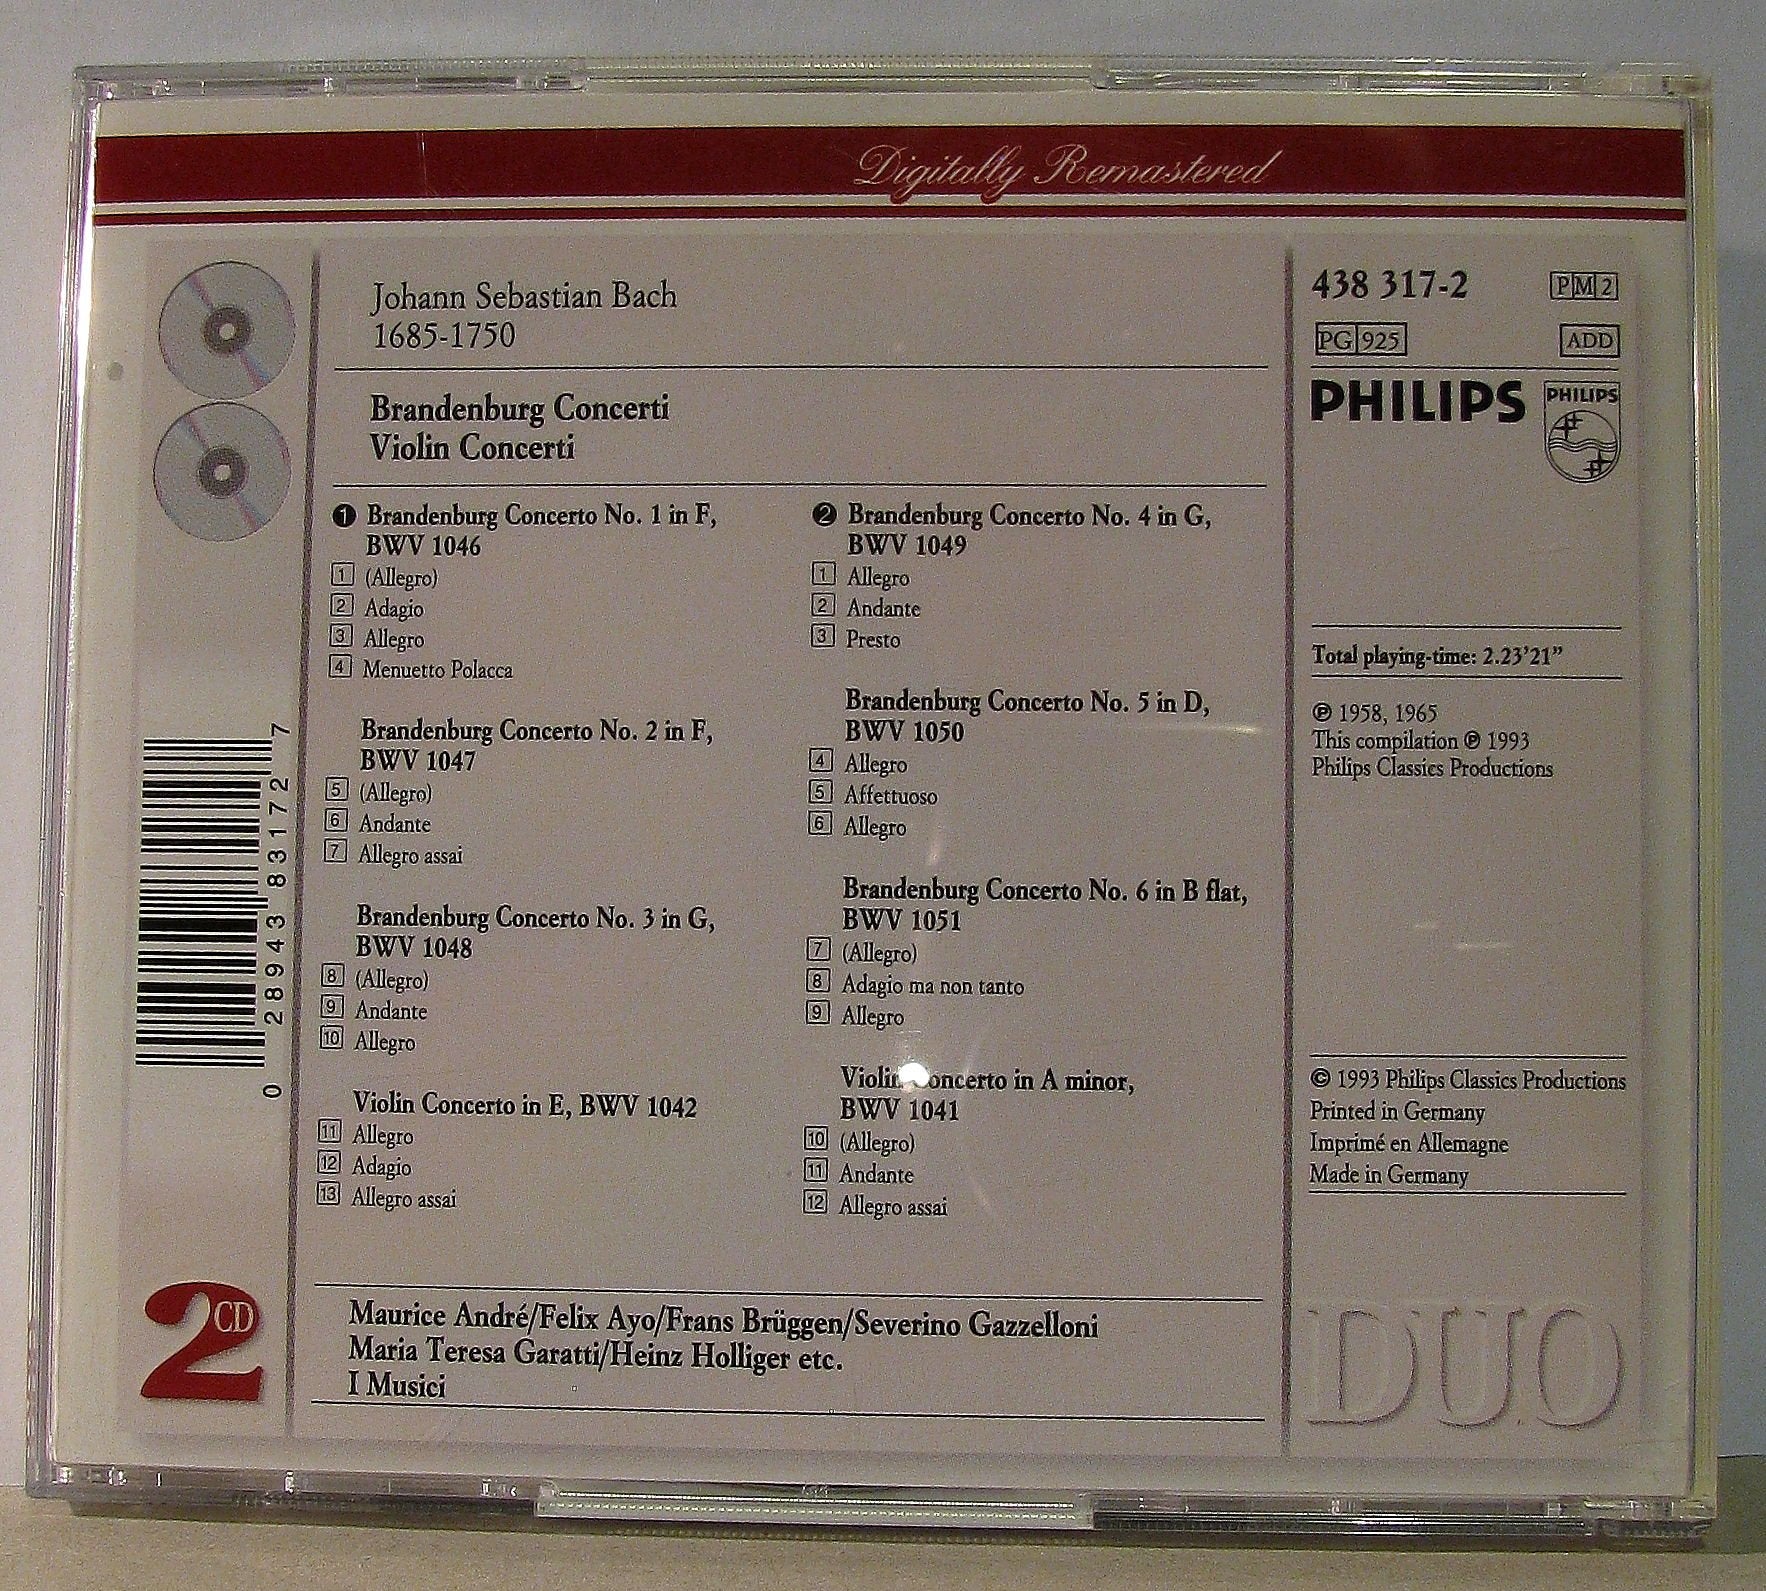 Digitally Remastered
Johann Sebastian Bach
1685-1750
Brandenburg Concerti
Violin Concerti
1 Brandenburg Concerto No. 1 in F,
BWV 1046
1 (Allegro)
2 Adagio
3 Allegro
4 Menuetto Polacca
Brandenburg Concerto No. 2 in F,
BWV 1047
5 (Allegro)
6 Andante
7 Allegro assai
Brandenburg Concerto No. 3 in G,
BWV 1048
8 (Allegro)
9 Andante
10 Allegro
Violin Concerto in E, BWV 1042
11 Allegro
12 Adagio
13 Allegro assai
2 Brandenburg Concerto No. 4 in G,
BWV 1049
1 Allegro
2 Andante
3 Presto
Brandenburg Concerto No. 5 in D,
BWV 1050
4 Allegro
5 Affettuoso
6 Allegro
Brandenburg Concerto No. 6 in B flat,
BWV 1051
7 (Allegro)
8 Adagio ma non tanto
9 Allegro
Violin Concerto in A minor,
BWV 1041
10 (Allegro)
11 Andante
12 Allegro assai
Maurice André/Felix Ayo/Frans Brüggen/Severino Gazzelloni
Maria Teresa Garatti/Heinz Holliger etc.
I Musici
438 317-2 PM2
PG 925 ADD
PHILIPS PHILIPS
Total playing-time: 2.23'21"
℗ 1958, 1965
This compilation ℗ 1993
Philips Classics Productions
© 1993 Philips Classics Productions
Printed in Germany
Imprimé en Allemagne
Made in Germany
DUO
0 28943 83172 7
2 CD